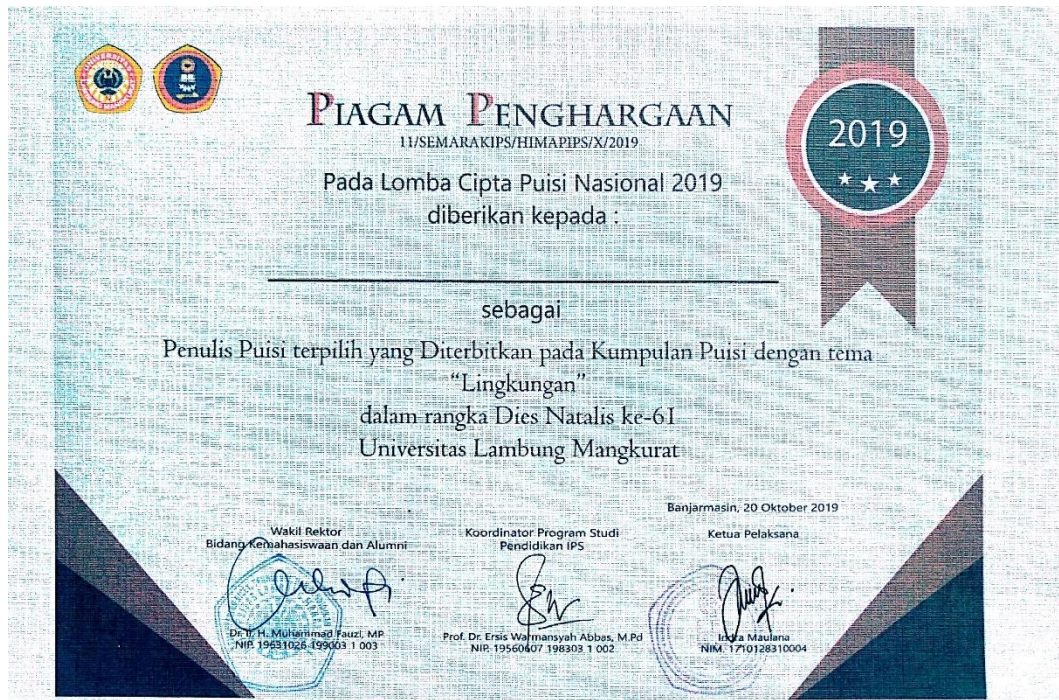 PIAGAM PENGHARGAAN
11/SEMARAKIPS/HIMAPIPS/X/2019
2019
Pada Lomba Cipta Puisi Nasional 2019
diberikan kepada :
sebagai
Penulis Puisi terpilih yang Diterbitkan pada Kumpulan Puisi dengan tema
“Lingkungan”
dalam rangka Dies Natalis ke-61
Universitas Lambung Mangkurat
Banjarmasin, 20 Oktober 2019
Wakil Rektor
Bidang Kemahasiswaan dan Alumni
Dr. Ir. H. Muhammad Fauzi, MP
NIP. 19631026 199003 1 003
Koordinator Program Studi
Pendidikan IPS
Prof. Dr. Ersis Warmansyah Abbas, M.Pd
NIP. 19560607 198303 1 002
Ketua Pelaksana
Indra Maulana
NIM. 1710128310004